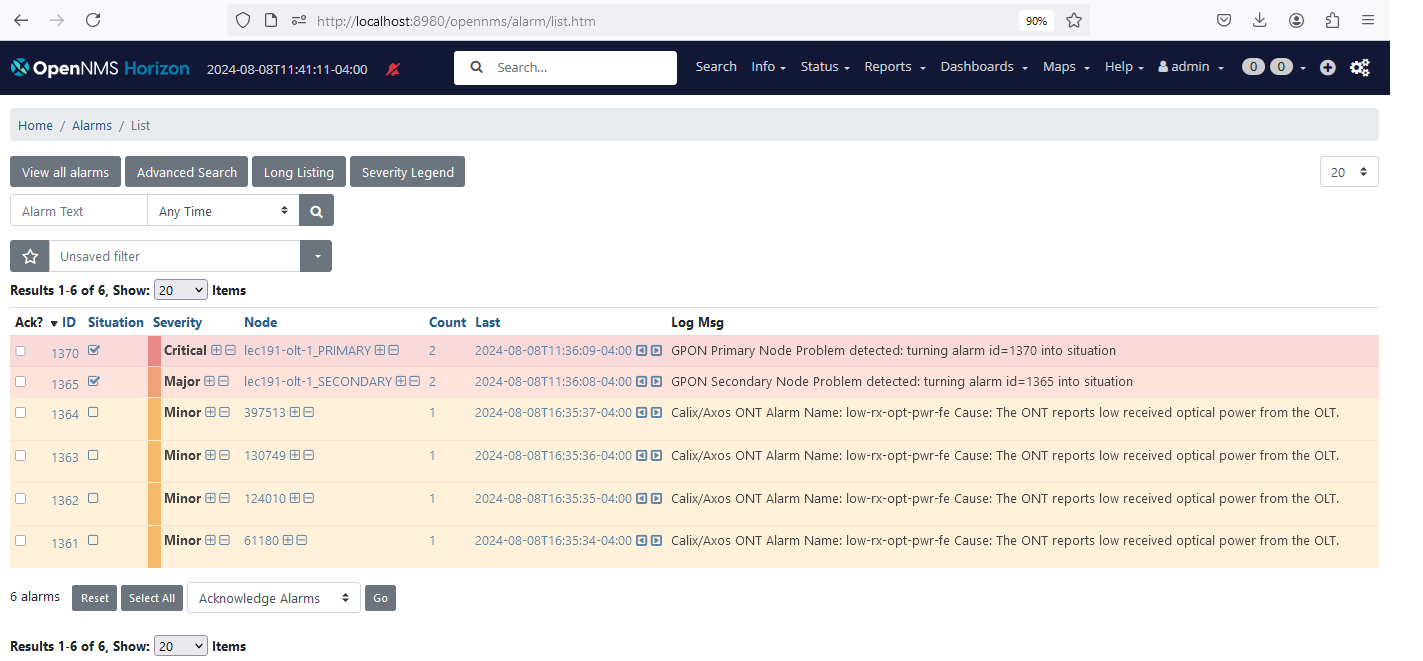 http://localhost:8980/opennms/alarm/list.htm 90%
OpenNMS Horizon 2024-08-08T11:41:11-04:00 Search... Search Info Status Reports Dashboards Maps Help admin 0 0
Home / Alarms / List
View all alarms Advanced Search Long Listing Severity Legend 20
Alarm Text Any Time
Unsaved filter
Results 1-6 of 6, Show: 20 Items
Ack? ID Situation Severity Node Count Last Log Msg
1370 Critical lec191-olt-1_PRIMARY 2 2024-08-08T11:36:09-04:00 GPON Primary Node Problem detected: turning alarm id=1370 into situation
1365 Major lec191-olt-1_SECONDARY 2 2024-08-08T11:36:08-04:00 GPON Secondary Node Problem detected: turning alarm id=1365 into situation
1364 Minor 397513 1 2024-08-08T16:35:37-04:00 Calix/Axos ONT Alarm Name: low-rx-opt-pwr-fe Cause: The ONT reports low received optical power from the OLT.
1363 Minor 130749 1 2024-08-08T16:35:36-04:00 Calix/Axos ONT Alarm Name: low-rx-opt-pwr-fe Cause: The ONT reports low received optical power from the OLT.
1362 Minor 124010 1 2024-08-08T16:35:35-04:00 Calix/Axos ONT Alarm Name: low-rx-opt-pwr-fe Cause: The ONT reports low received optical power from the OLT.
1361 Minor 61180 1 2024-08-08T16:35:34-04:00 Calix/Axos ONT Alarm Name: low-rx-opt-pwr-fe Cause: The ONT reports low received optical power from the OLT.
6 alarms Reset Select All Acknowledge Alarms Go
Results 1-6 of 6, Show: 20 Items